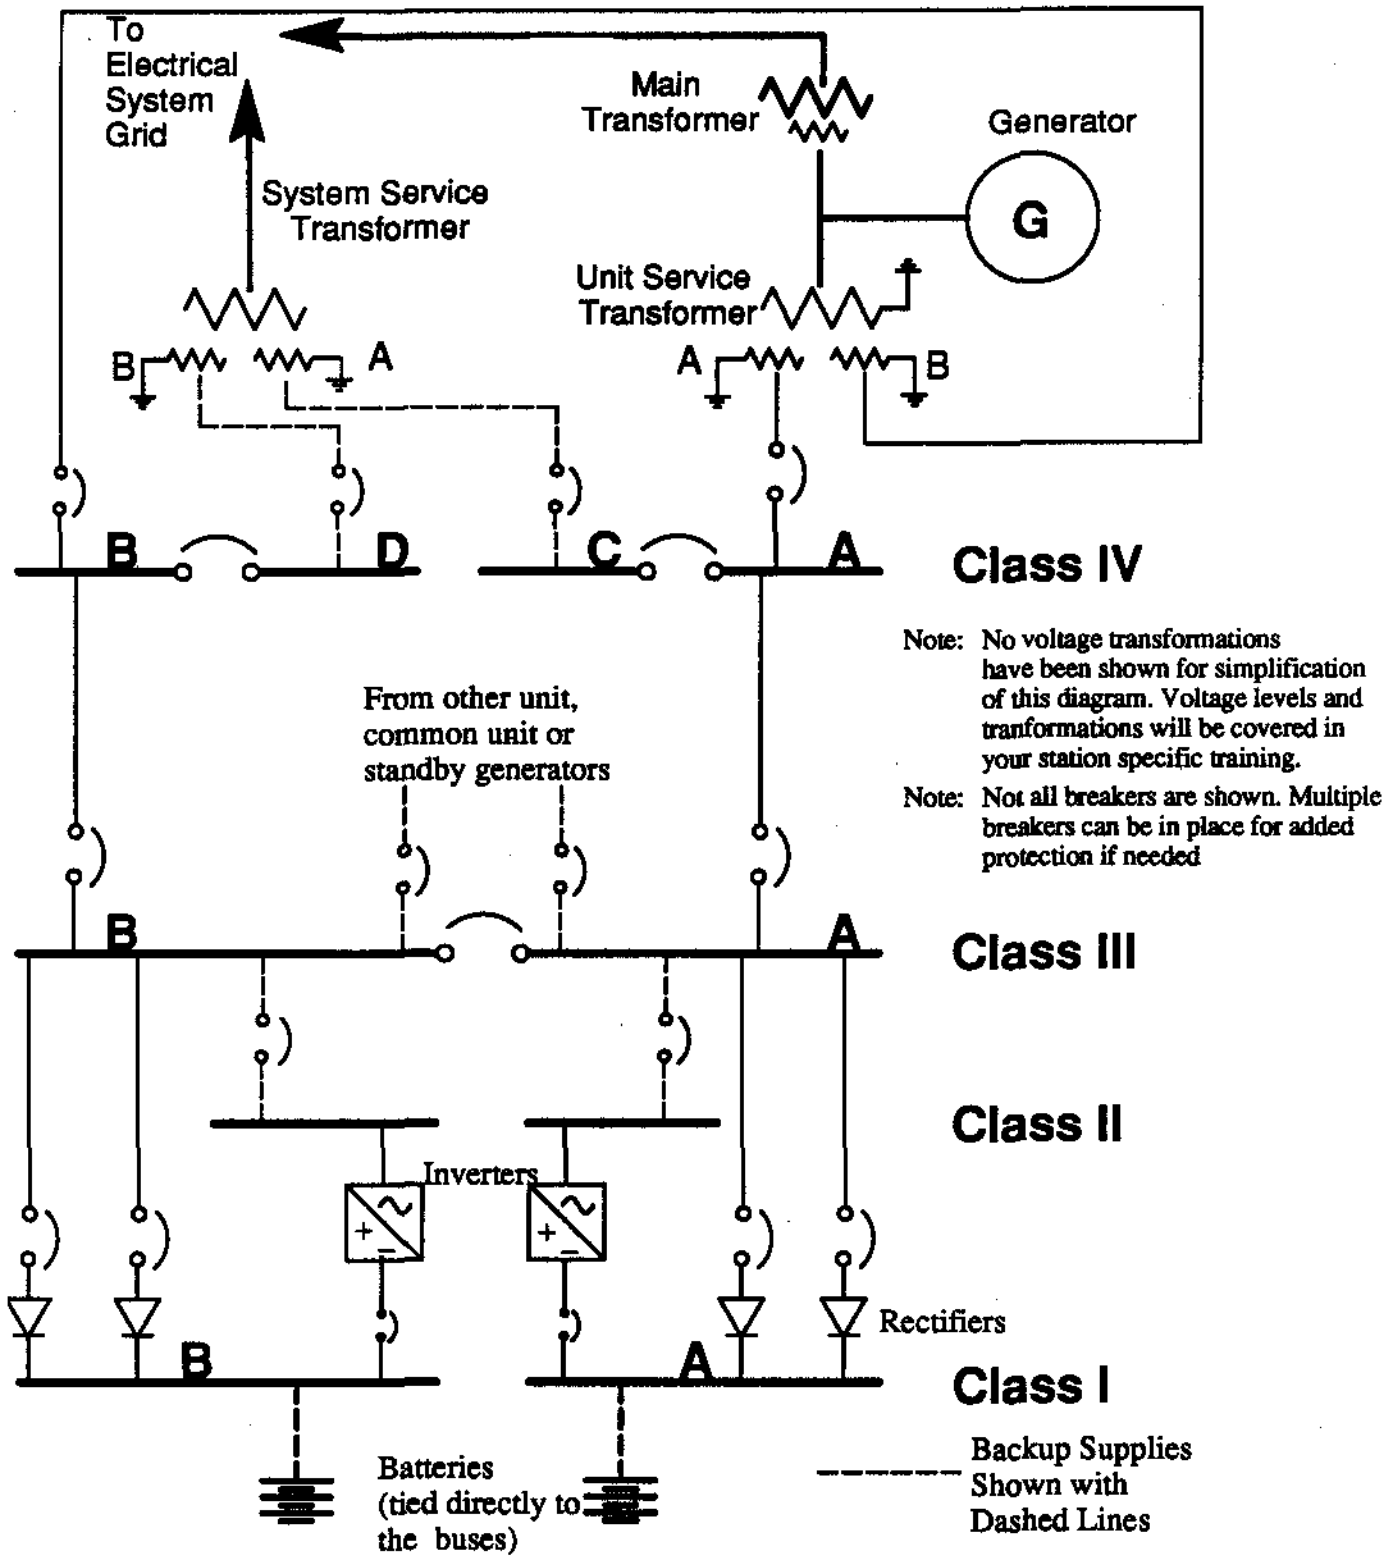 To
Electrical
System
Grid
Main
Transformer
Generator
G
System Service
Transformer
Unit Service
Transformer
B
A
A
B
B
D
C
A
Class IV
Note: No voltage transformations
have been shown for simplification
of this diagram. Voltage levels and
tranformations will be covered in
your station specific training.
Note: Not all breakers are shown. Multiple
breakers can be in place for added
protection if needed
From other unit,
common unit or
standby generators
B
A
Class III
Class II
Inverters
+ –
+ –
Rectifiers
B
A
Class I
Batteries
(tied directly to
the buses)
Backup Supplies
Shown with
Dashed Lines